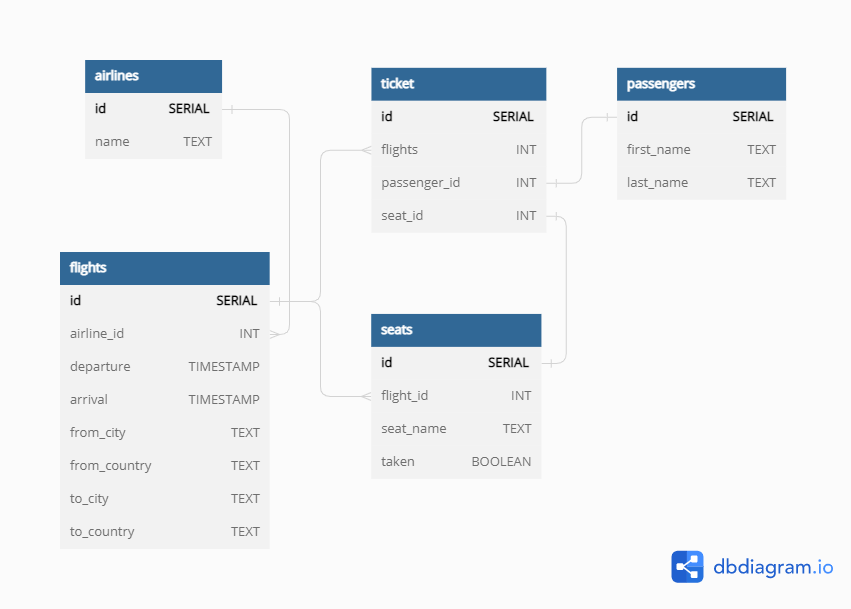 airlines
id SERIAL
name TEXT
ticket
id SERIAL
flights INT
passenger_id INT
seat_id INT
passengers
id SERIAL
first_name TEXT
last_name TEXT
flights
id SERIAL
airline_id INT
departure TIMESTAMP
arrival TIMESTAMP
from_city TEXT
from_country TEXT
to_city TEXT
to_country TEXT
seats
id SERIAL
flight_id INT
seat_name TEXT
taken BOOLEAN
dbdiagram.io